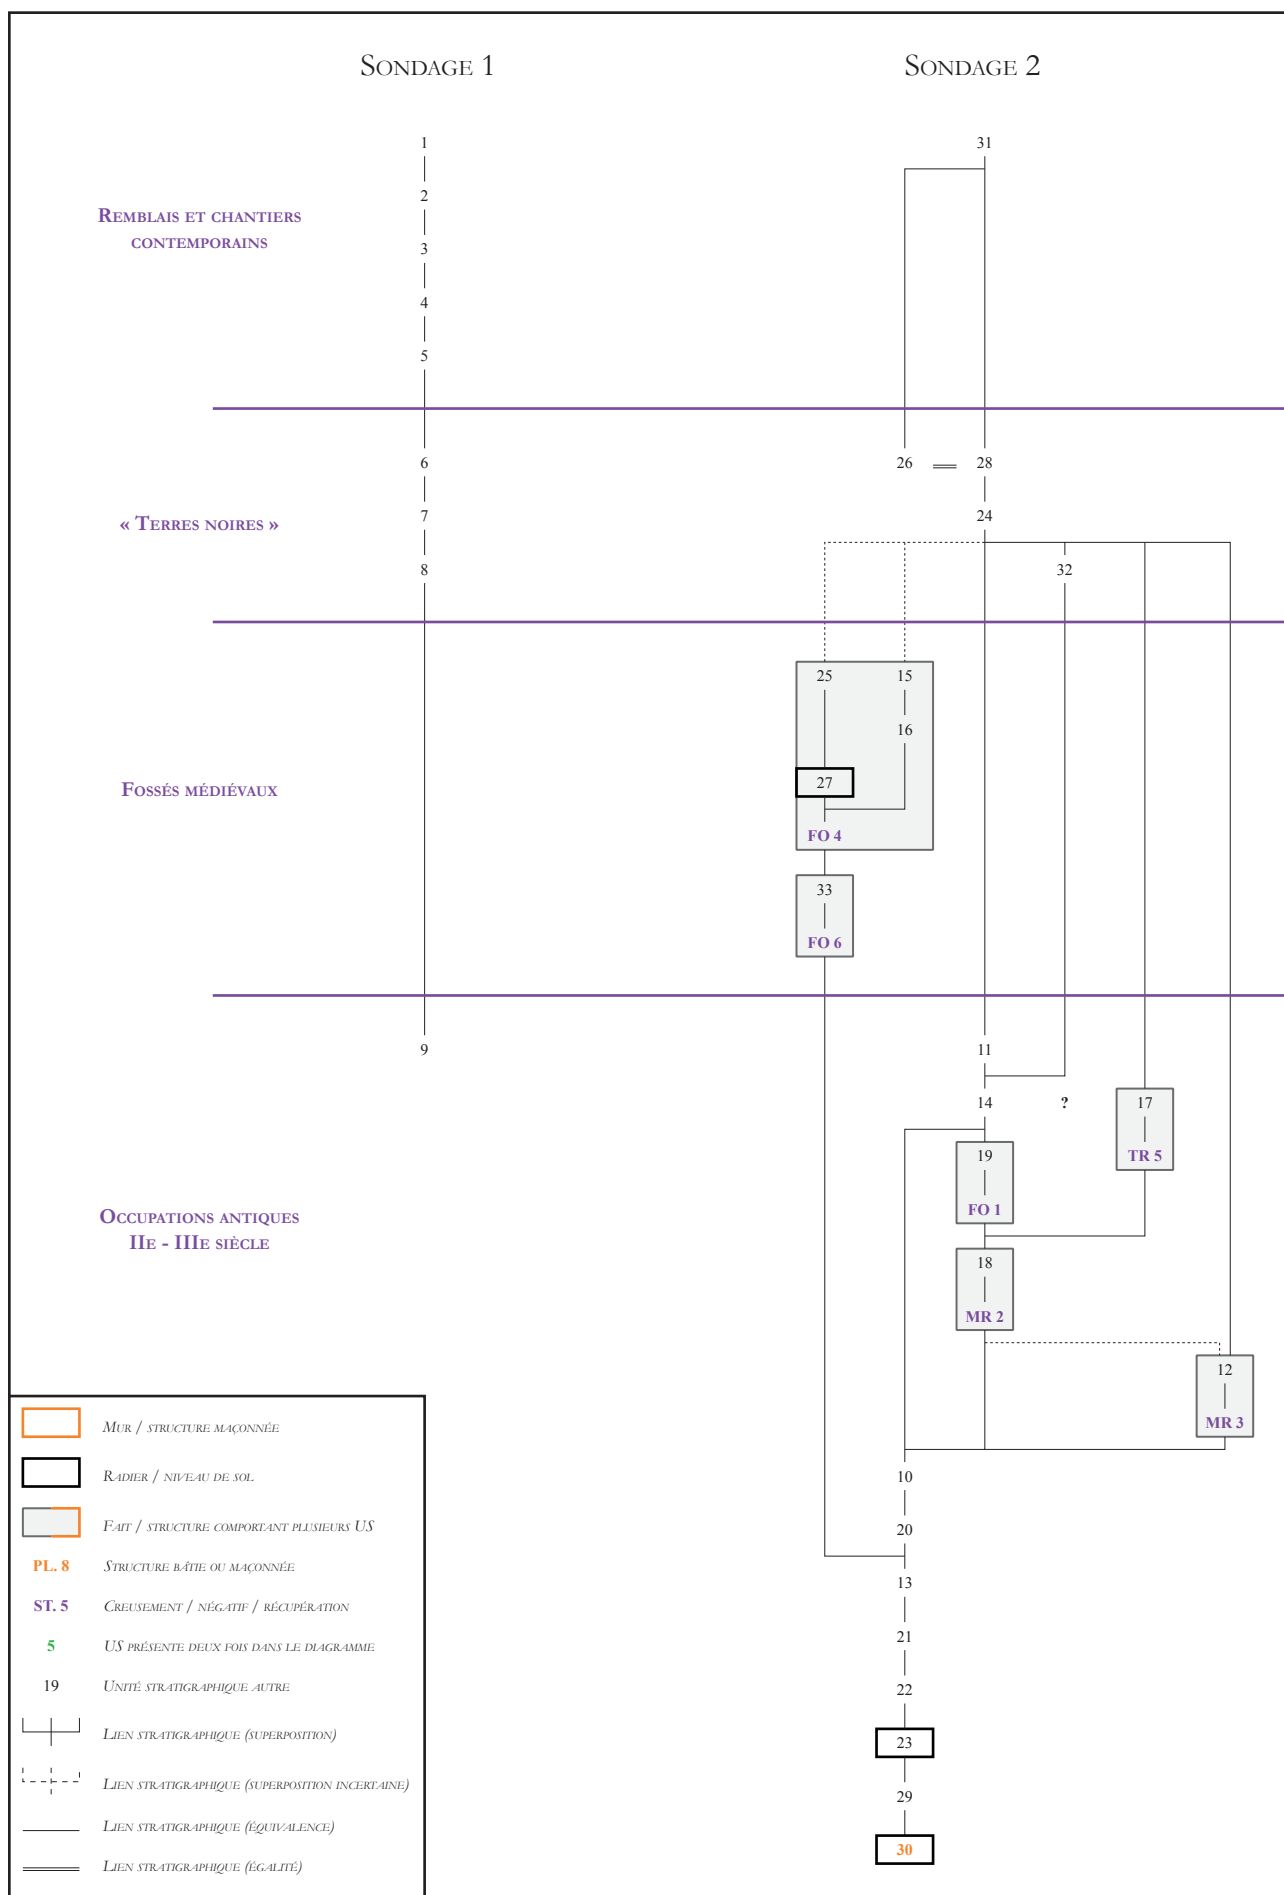 Sondage 1
Sondage 2
1
31
2
Remblais et chantiers
contemporains
3
4
5
6
26
28
« Terres noires »
7
24
8
32
25
15
16
Fossés médiévaux
27
FO 4
33
FO 6
9
11
14
?
17
19
TR 5
Occupations antiques
IIe - IIIe siècle
FO 1
18
MR 2
12
MR 3
10
20
13
21
22
23
29
30
Mur / structure maçonnée
Radier / niveau de sol
Fait / structure comportant plusieurs US
PL. 8 Structure bâtie ou maçonnée
ST. 5 Creusement / négatif / récupération
5 US présente deux fois dans le diagramme
19 Unité stratigraphique autre
Lien stratigraphique (superposition)
Lien stratigraphique (superposition incertaine)
Lien stratigraphique (équivalence)
Lien stratigraphique (égalité)